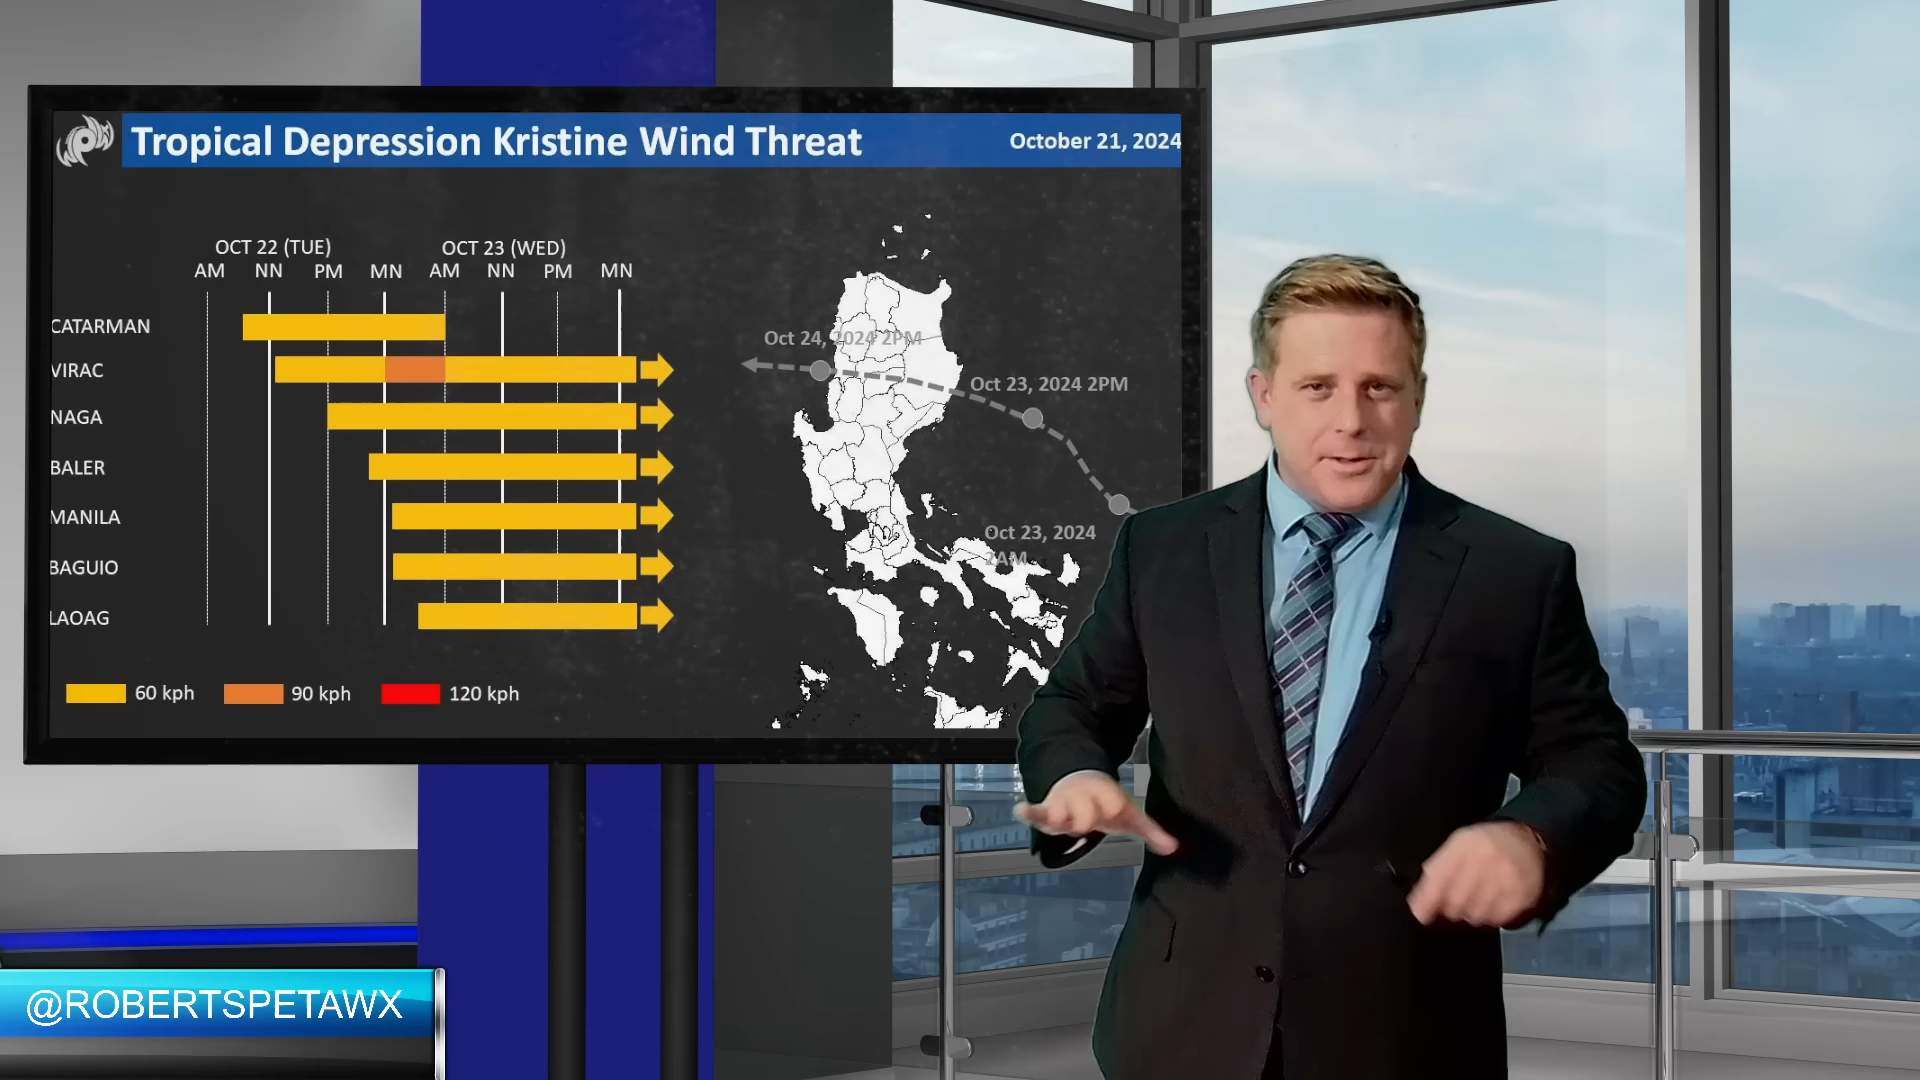 Tropical Depression Kristine Wind Threat
October 21, 2024
OCT 22 (TUE) OCT 23 (WED)
AM NN PM MN AM NN PM MN
CATARMAN
VIRAC
NAGA
BALER
MANILA
BAGUIO
LAOAG
60 kph 90 kph 120 kph
Oct 24, 2024 2PM
Oct 23, 2024 2PM
Oct 23, 2024
2AM
@ROBERTSPETAWX